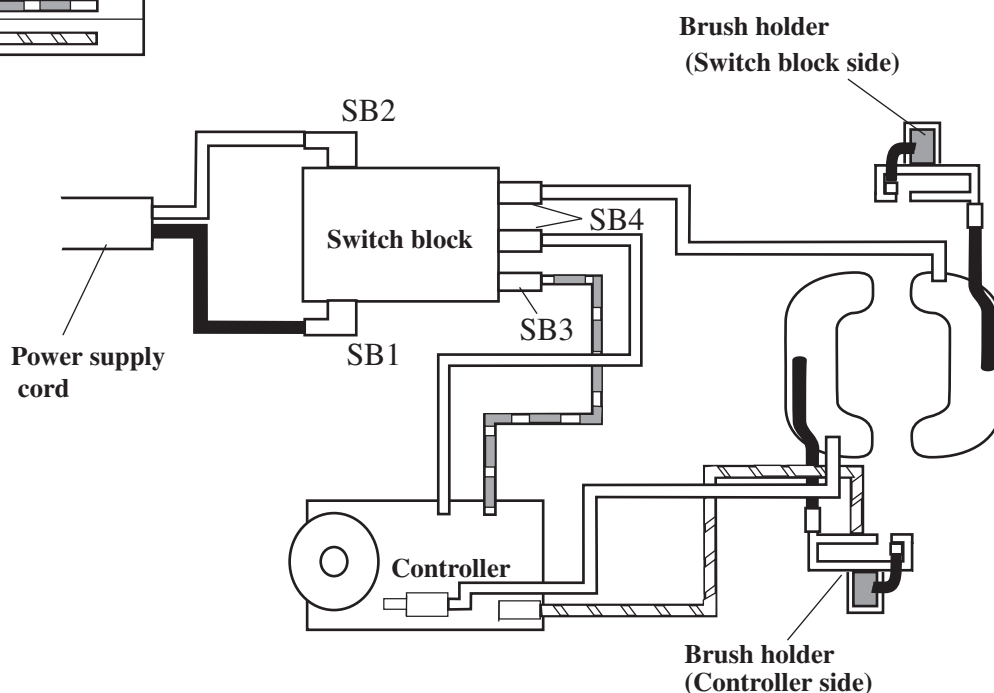 Brush holder
(Switch block side)
SB2
SB4
Switch block
SB3
SB1
Power supply
cord
Controller
Brush holder
(Controller side)